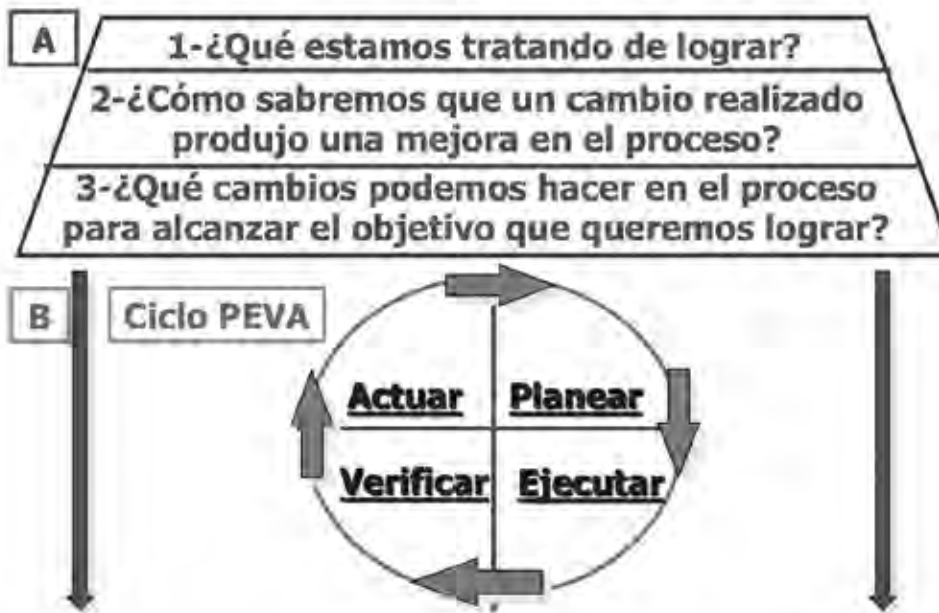 A
1-¿Qué estamos tratando de lograr?
2-¿Cómo sabremos que un cambio realizado
produjo una mejora en el proceso?
3-¿Qué cambios podemos hacer en el proceso
para alcanzar el objetivo que queremos lograr?
B
Ciclo PEVA
Actuar
Planear
Verificar
Ejecutar